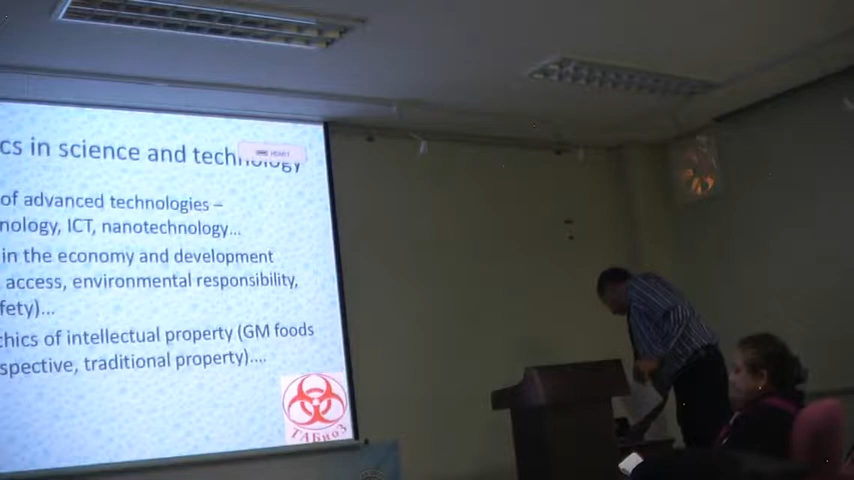 cs in science and technology
of advanced technologies –
nology, ICT, nanotechnology...
in the economy and development
access, environmental responsibility,
fety)...
hics of intellectual property (GM foods
spective, traditional property)....